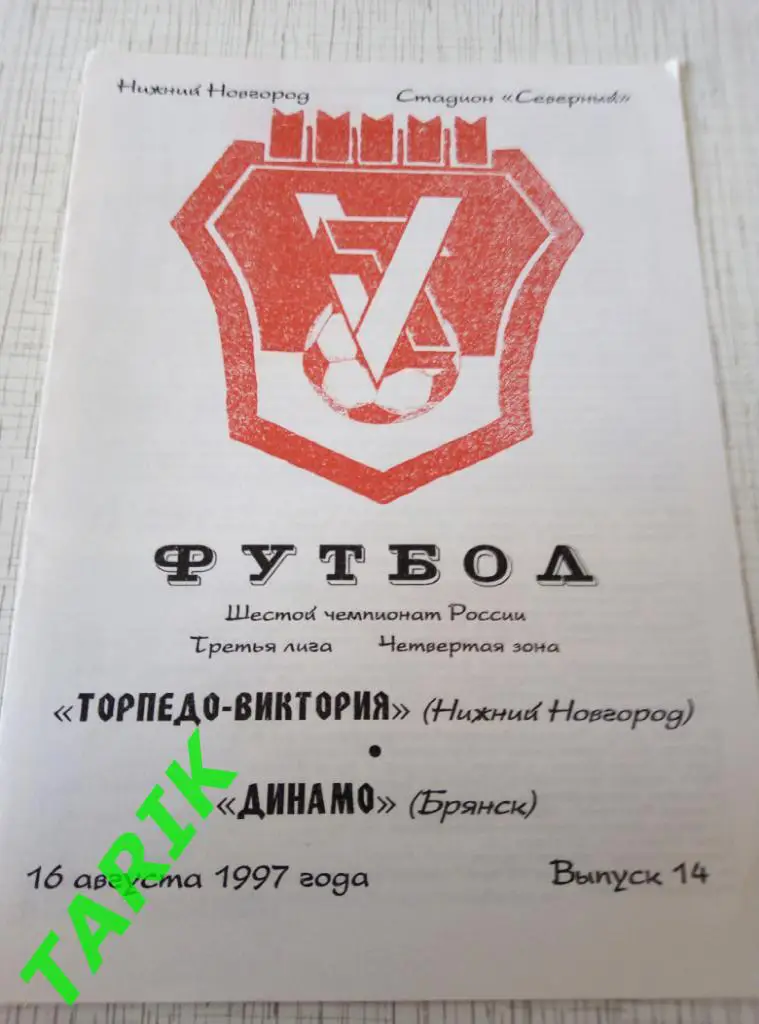 Нижний Новгород Стадион «Северный»
ФУТБОЛ
Шестой чемпионат России
Третья лига Четвертая зона
«ТОРПЕДО-ВИКТОРИЯ» (Нижний Новгород)
•
«ДИНАМО» (Брянск)
16 августа 1997 года Выпуск 14
TARIK